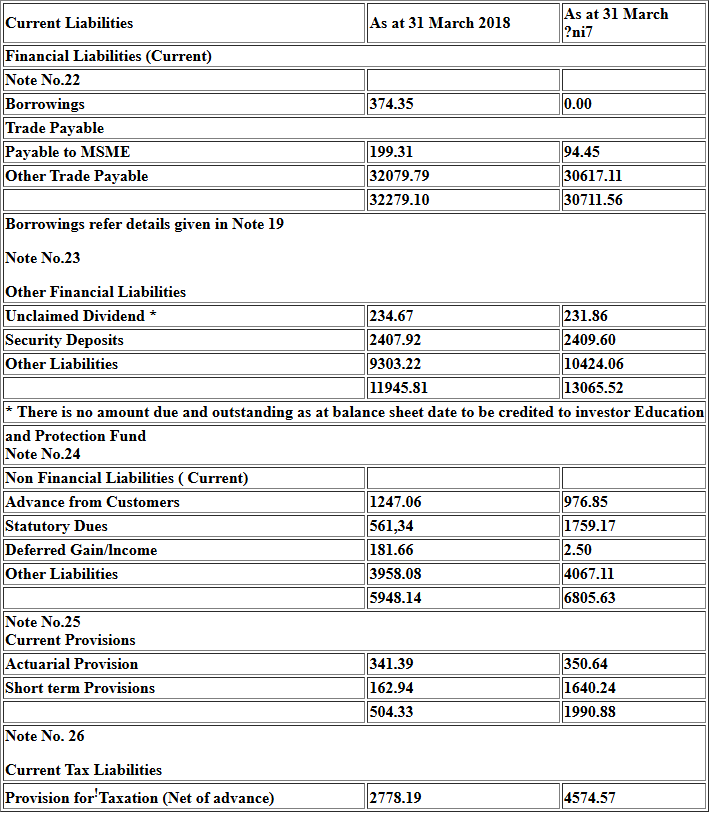 Current Liabilities As at 31 March 2018 As at 31 March
?ni7
Financial Liabilities (Current)
Note No.22
Borrowings 374.35 0.00
Trade Payable
Payable to MSME 199.31 94.45
Other Trade Payable 32079.79 30617.11
32279.10 30711.56
Borrowings refer details given in Note 19
Note No.23
Other Financial Liabilities
Unclaimed Dividend * 234.67 231.86
Security Deposits 2407.92 2409.60
Other Liabilities 9303.22 10424.06
11945.81 13065.52
* There is no amount due and outstanding as at balance sheet date to be credited to investor Education
and Protection Fund
Note No.24
Non Financial Liabilities ( Current)
Advance from Customers 1247.06 976.85
Statutory Dues 561,34 1759.17
Deferred Gain/lncome 181.66 2.50
Other Liabilities 3958.08 4067.11
5948.14 6805.63
Note No.25
Current Provisions
Actuarial Provision 341.39 350.64
Short term Provisions 162.94 1640.24
504.33 1990.88
Note No. 26
Current Tax Liabilities
Provision for!Taxation (Net of advance) 2778.19 4574.57